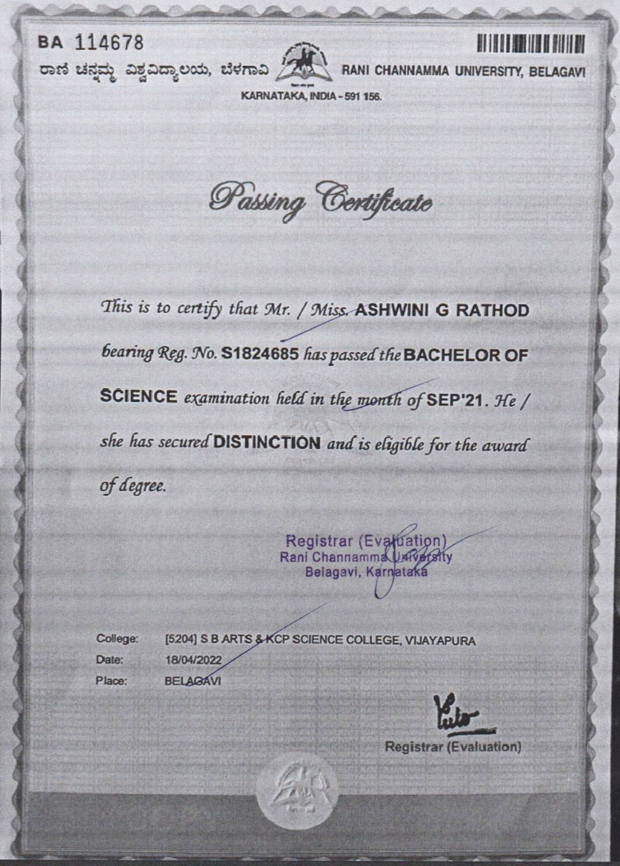 BA 114678
ರಾಣಿ ಚನ್ನಮ್ಮ ವಿಶ್ವವಿದ್ಯಾಲಯ, ಬೆಳಗಾವಿ RANI CHANNAMMA UNIVERSITY, BELAGAVI
KARNATAKA, INDIA - 591 156.
Passing Certificate
This is to certify that Mr. / Miss. ASHWINI G RATHOD
bearing Reg. No. S1824685 has passed the BACHELOR OF
SCIENCE examination held in the month of SEP'21. He /
she has secured DISTINCTION and is eligible for the award
of degree.
Registrar (Evaluation)
Rani Channamma University
Belagavi, Karnataka
College: [5204] S B ARTS & KCP SCIENCE COLLEGE, VIJAYAPURA
Date: 18/04/2022
Place: BELAGAVI
Registrar (Evaluation)